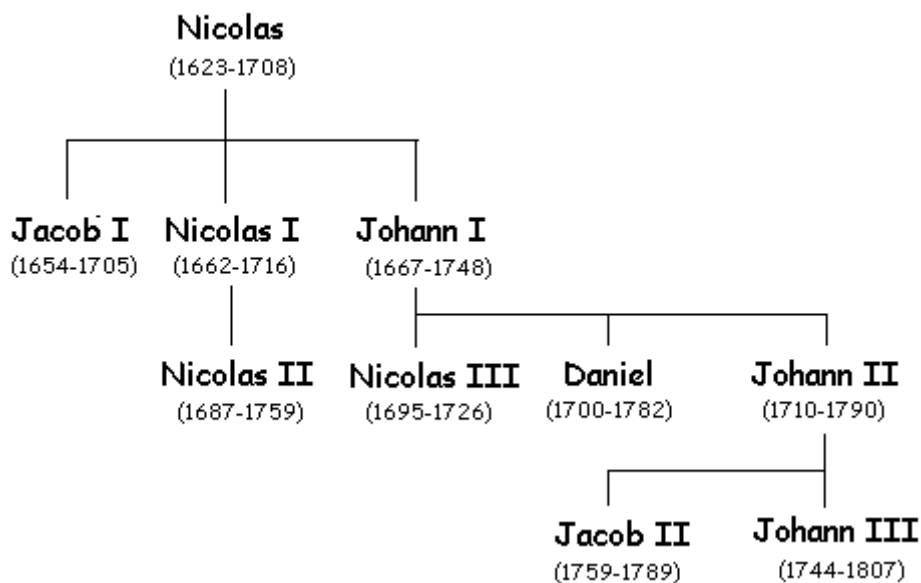 Nicolas
(1623-1708)
Jacob I Nicolas I Johann I
(1654-1705) (1662-1716) (1667-1748)
Nicolas II Nicolas III Daniel Johann II
(1687-1759) (1695-1726) (1700-1782) (1710-1790)
Jacob II Johann III
(1759-1789) (1744-1807)